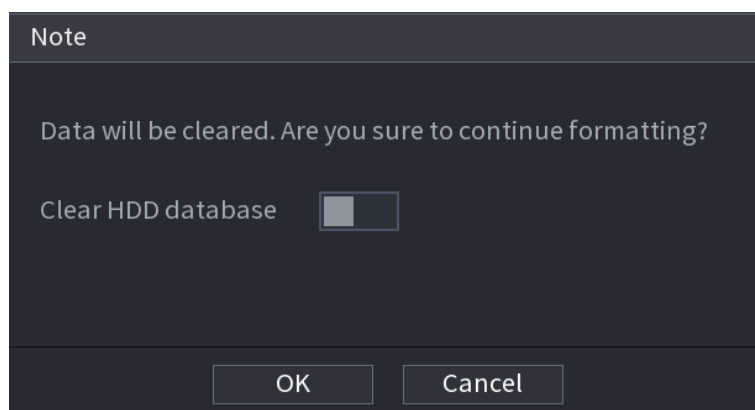 Note
Data will be cleared. Are you sure to continue formatting?
Clear HDD database
OK
Cancel